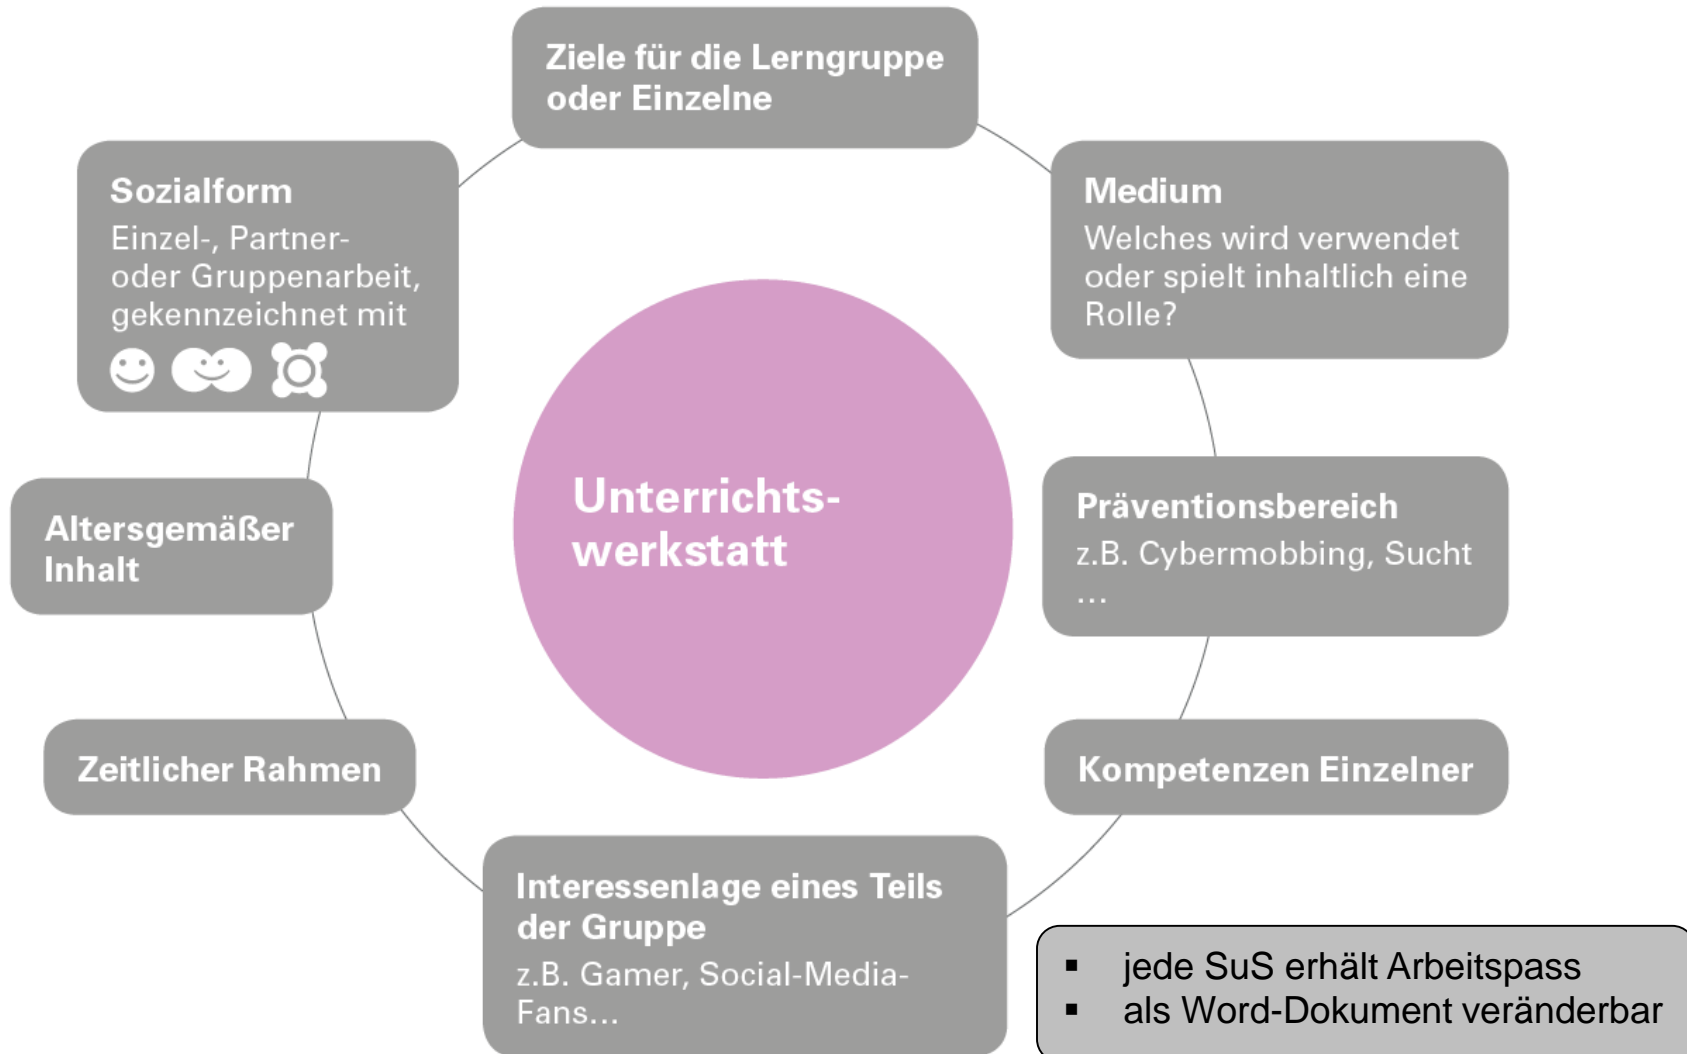 Ziele für die Lerngruppe
oder Einzelne
Sozialform
Einzel-, Partner-
oder Gruppenarbeit,
gekennzeichnet mit
Medium
Welches wird verwendet
oder spielt inhaltlich eine
Rolle?
Unterrichts-
werkstatt
Altersgemäßer
Inhalt
Präventionsbereich
z.B. Cybermobbing, Sucht
...
Zeitlicher Rahmen
Kompetenzen Einzelner
Interessenlage eines Teils
der Gruppe
z.B. Gamer, Social-Media-
Fans...
▪ jede SuS erhält Arbeitspass
▪ als Word-Dokument veränderbar